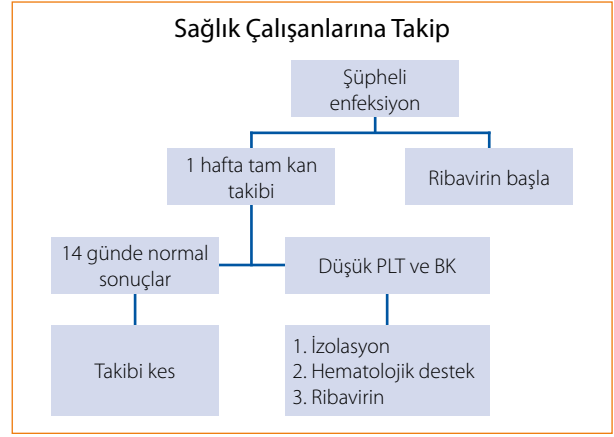 Sağlık Çalışanlarına Takip
Şüpheli
enfeksiyon
1 hafta tam kan
takibi
Ribavirin başla
14 günde normal
sonuçlar
Düşük PLT ve BK
Takibi kes
1. İzolasyon
2. Hematolojik destek
3. Ribavirin